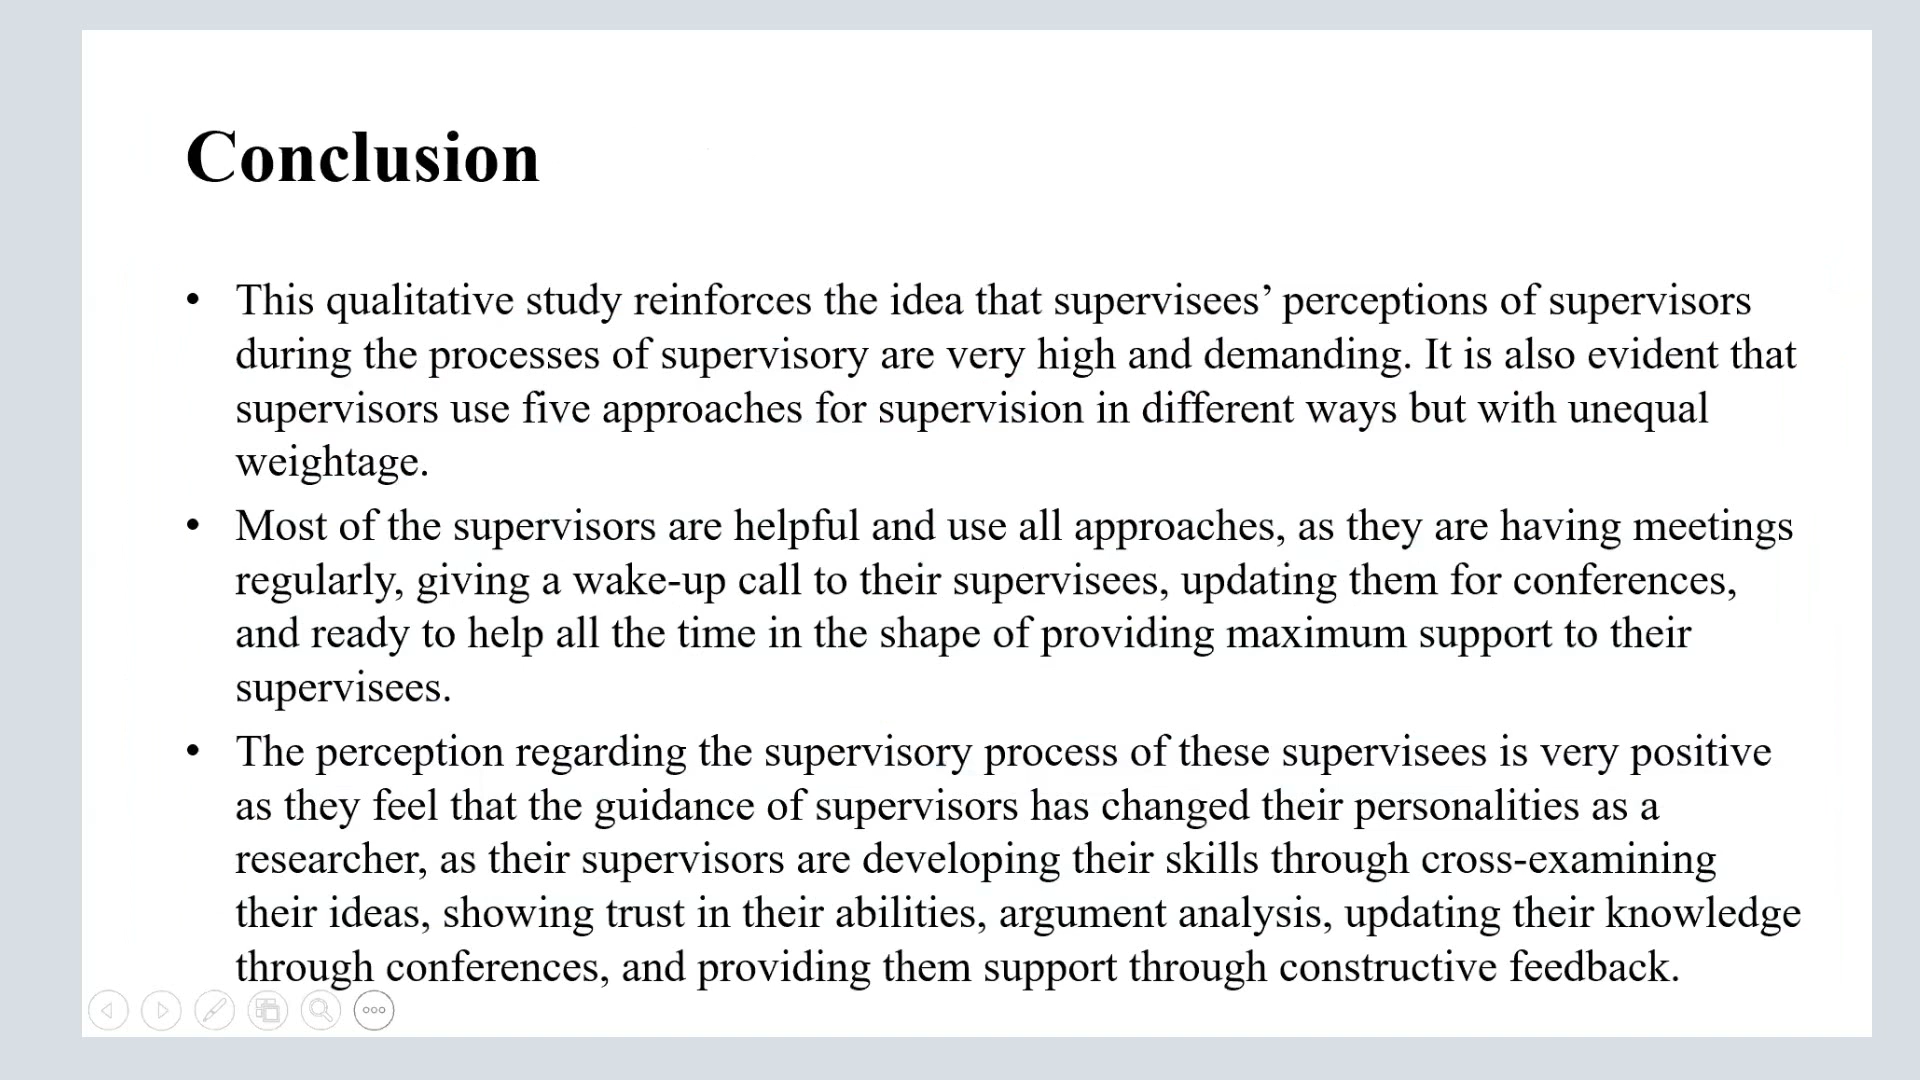 Conclusion
• This qualitative study reinforces the idea that supervisees’ perceptions of supervisors
during the processes of supervisory are very high and demanding. It is also evident that
supervisors use five approaches for supervision in different ways but with unequal
weightage.
• Most of the supervisors are helpful and use all approaches, as they are having meetings
regularly, giving a wake-up call to their supervisees, updating them for conferences,
and ready to help all the time in the shape of providing maximum support to their
supervisees.
• The perception regarding the supervisory process of these supervisees is very positive
as they feel that the guidance of supervisors has changed their personalities as a
researcher, as their supervisors are developing their skills through cross-examining
their ideas, showing trust in their abilities, argument analysis, updating their knowledge
through conferences, and providing them support through constructive feedback.